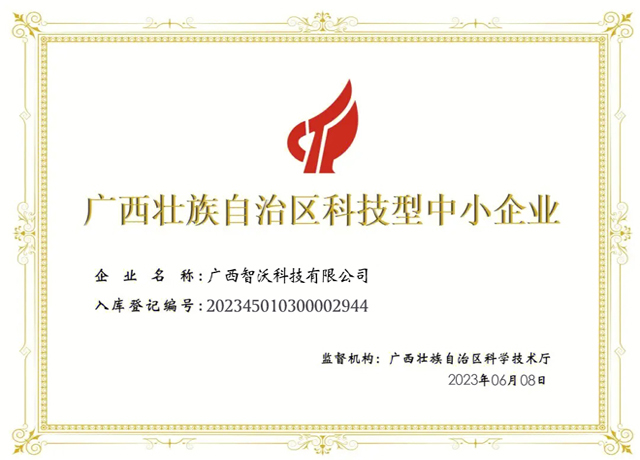 广西壮族自治区科技型中小企业
企业名称:广西智沃科技有限公司
入库登记编号:202345010300002944
监督机构：广西壮族自治区科学技术厅
2023年06月08日